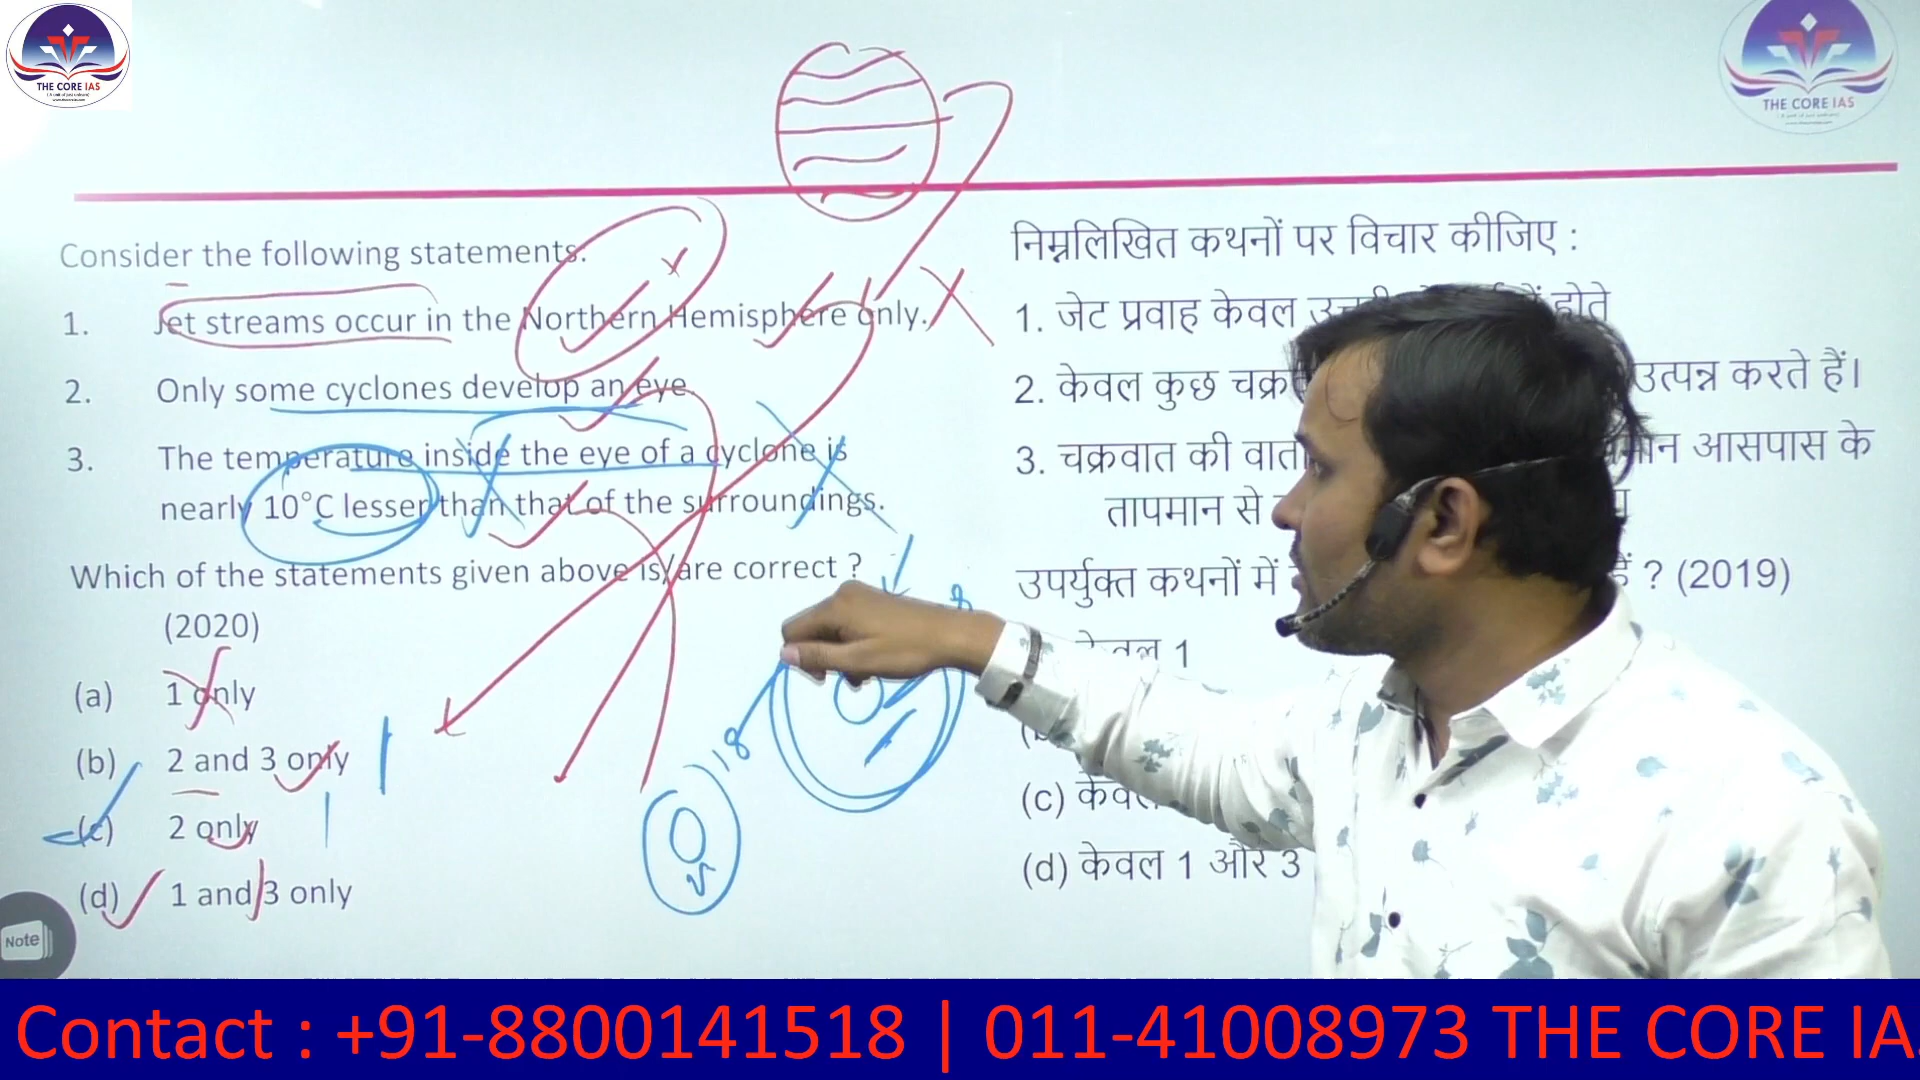 THE CORE IAS
THE CORE IAS
Consider the following statements:
1. Jet streams occur in the Northern Hemisphere only.
2. Only some cyclones develop an eye.
3. The temperature inside the eye of a cyclone is
nearly 10°C lesser than that of the surroundings.
Which of the statements given above is/are correct ?
(2020)
(a) 1 only
(b) 2 and 3 only
(c) 2 only
(d) 1 and 3 only
निम्नलिखित कथनों पर विचार कीजिए :
1. जेट प्रवाह केवल होते
2. केवल कुछ उत्पन्न करते हैं।
3. चक्रवात की आसपास के
तापमान से
उपर्युक्त कथनों में ? (2019)
1
(c)
(d) केवल 1 और 3
18
Note
Contact : +91-8800141518 | 011-41008973 THE CORE IA